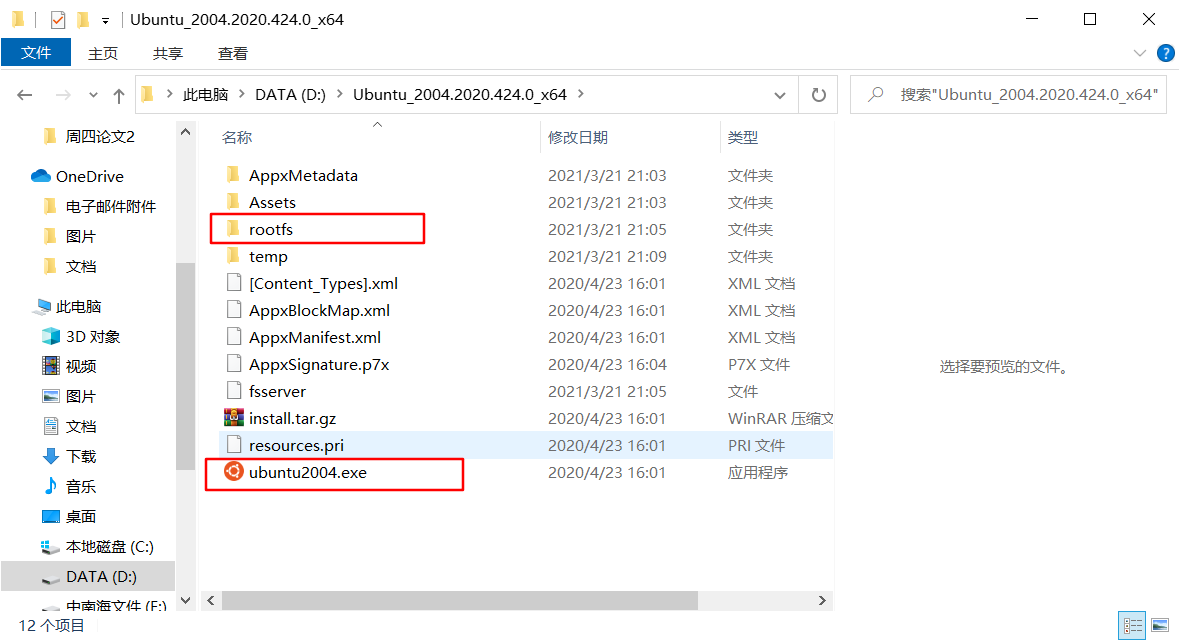 Ubuntu_2004.2020.424.0_x64
文件 主页 共享 查看
此电脑 DATA (D:) Ubuntu_2004.2020.424.0_x64 搜索"Ubuntu_2004.2020.424.0_x64"
周四论文2
OneDrive
电子邮件附件
图片
文档
此电脑
3D 对象
视频
图片
文档
下载
音乐
桌面
本地磁盘 (C:)
DATA (D:)
中南海文件 (E:)
名称 修改日期 类型
AppxMetadata 2021/3/21 21:03 文件夹
Assets 2021/3/21 21:03 文件夹
rootfs 2021/3/21 21:05 文件夹
temp 2021/3/21 21:09 文件夹
[Content_Types].xml 2020/4/23 16:01 XML 文档
AppxBlockMap.xml 2020/4/23 16:01 XML 文档
AppxManifest.xml 2020/4/23 16:01 XML 文档
AppxSignature.p7x 2020/4/23 16:04 P7X 文件
fsserver 2021/3/21 21:05 文件
install.tar.gz 2020/4/23 16:01 WinRAR 压缩文
resources.pri 2020/4/23 16:01 PRI 文件
ubuntu2004.exe 2020/4/23 16:01 应用程序
选择要预览的文件。
12 个项目